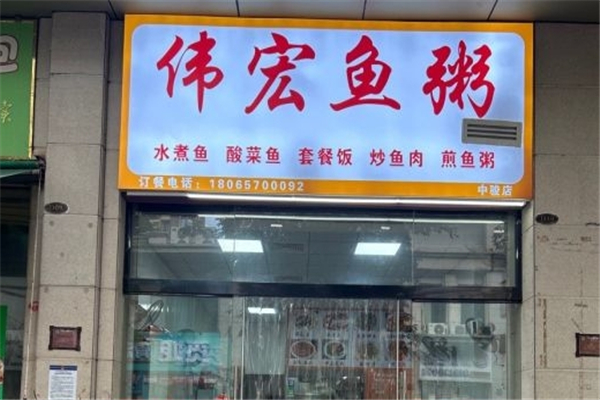 伟宏鱼粥
水煮鱼 酸菜鱼 套餐饭 炒鱼肉 煎鱼粥
订餐电话：18065700092 中骏店